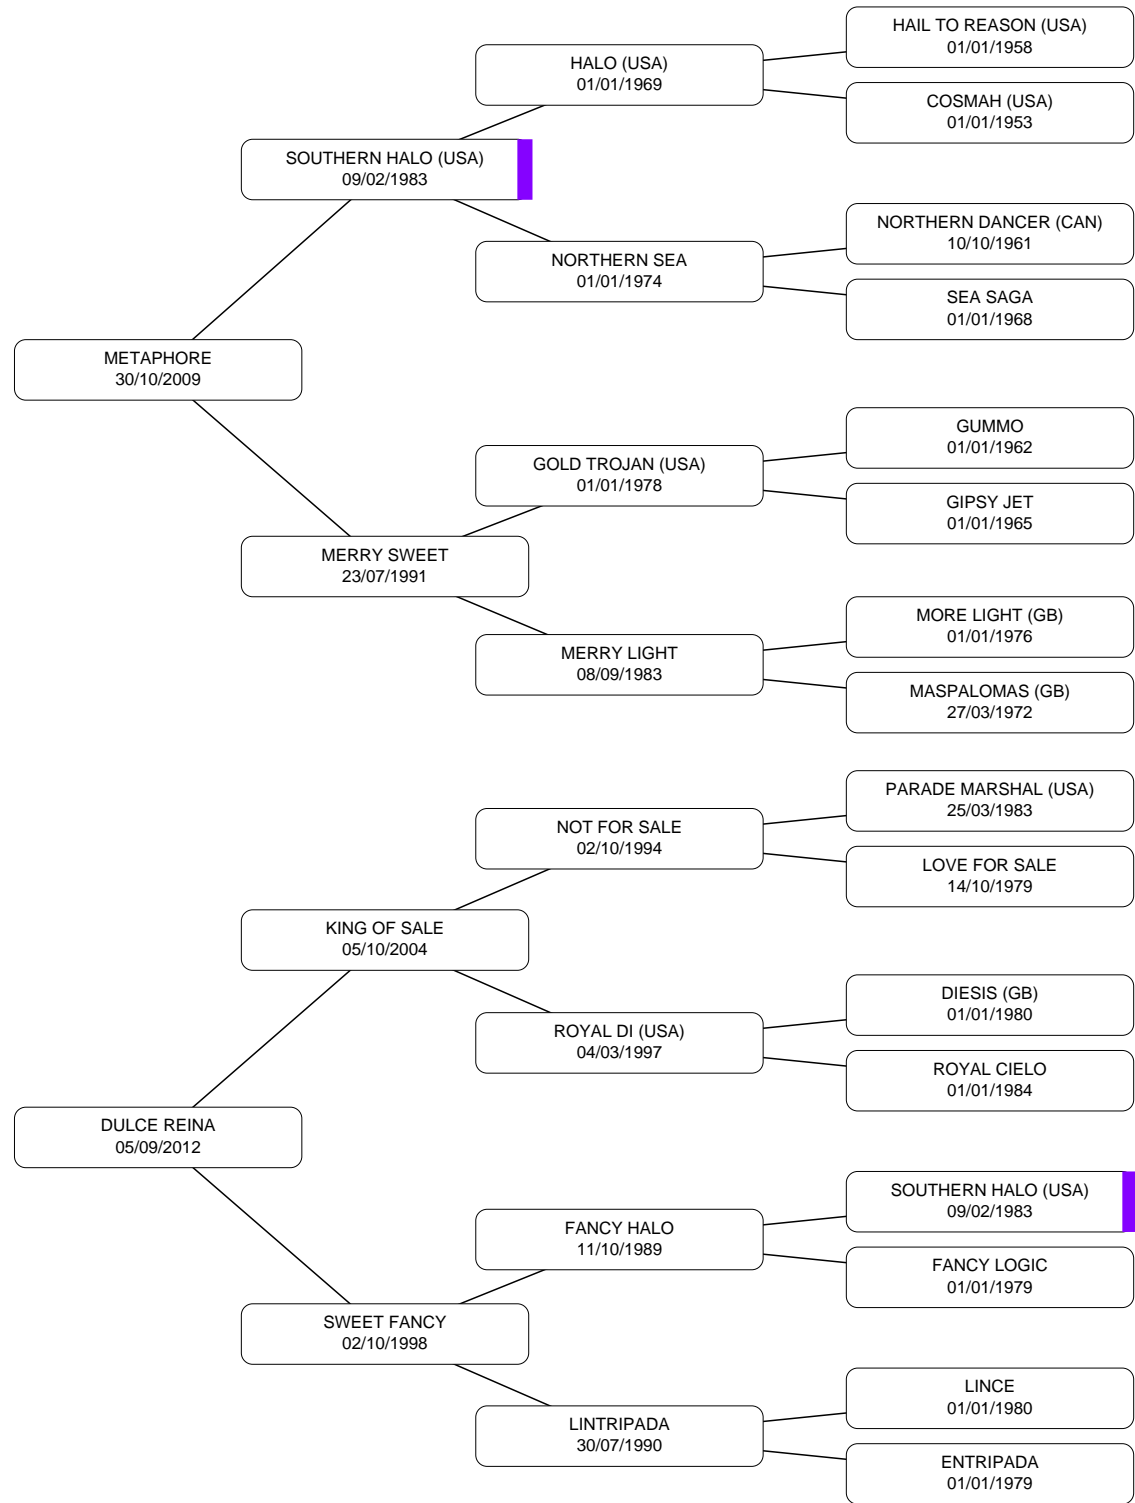 HAIL TO REASON (USA)
01/01/1958
HALO (USA)
01/01/1969
COSMAH (USA)
01/01/1953
SOUTHERN HALO (USA)
09/02/1983
NORTHERN DANCER (CAN)
10/10/1961
NORTHERN SEA
01/01/1974
SEA SAGA
01/01/1968
METAPHORE
30/10/2009
GUMMO
01/01/1962
GOLD TROJAN (USA)
01/01/1978
GIPSY JET
01/01/1965
MERRY SWEET
23/07/1991
MORE LIGHT (GB)
01/01/1976
MERRY LIGHT
08/09/1983
MASPALOMAS (GB)
27/03/1972
PARADE MARSHAL (USA)
25/03/1983
NOT FOR SALE
02/10/1994
LOVE FOR SALE
14/10/1979
KING OF SALE
05/10/2004
DIESIS (GB)
01/01/1980
ROYAL DI (USA)
04/03/1997
ROYAL CIELO
01/01/1984
DULCE REINA
05/09/2012
SOUTHERN HALO (USA)
09/02/1983
FANCY HALO
11/10/1989
FANCY LOGIC
01/01/1979
SWEET FANCY
02/10/1998
LINCE
01/01/1980
LINTRIPADA
30/07/1990
ENTRIPADA
01/01/1979